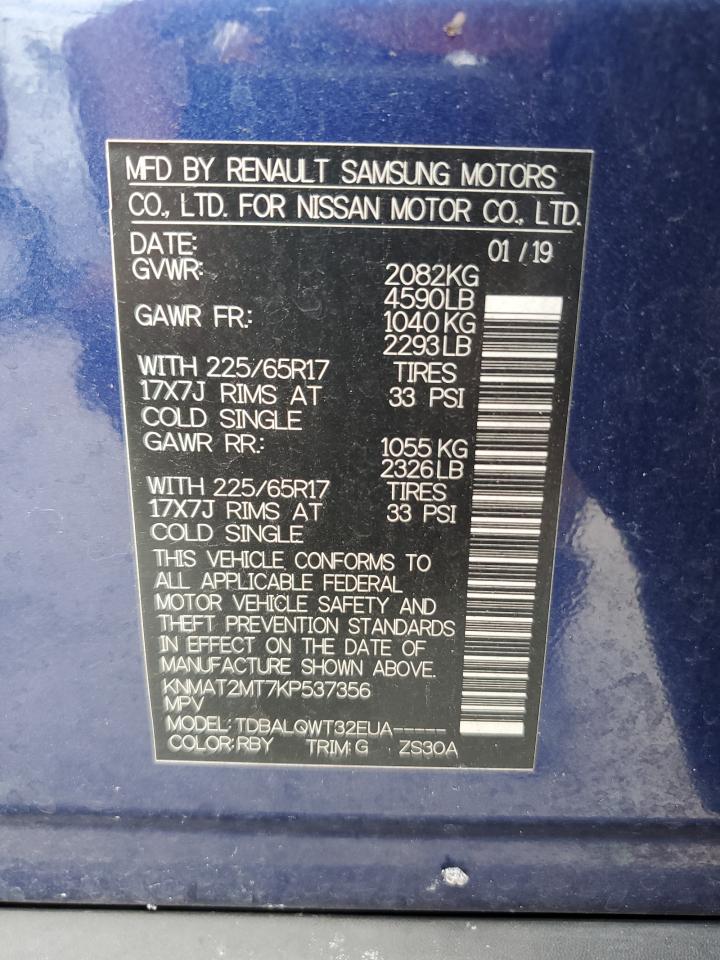 MFD BY RENAULT SAMSUNG MOTORS
CO., LTD. FOR NISSAN MOTOR CO., LTD.
DATE: 01 / 19
GVWR: 2082KG
4590LB
GAWR FR.: 1040 KG
2293 LB
WITH 225/65R17 TIRES
17X7J RIMS AT 33 PSI
COLD SINGLE
GAWR RR.: 1055 KG
2326 LB
WITH 225/65R17 TIRES
17X7J RIMS AT 33 PSI
COLD SINGLE
THIS VEHICLE CONFORMS TO
ALL APPLICABLE FEDERAL
MOTOR VEHICLE SAFETY AND
THEFT PREVENTION STANDARDS
IN EFFECT ON THE DATE OF
MANUFACTURE SHOWN ABOVE.
KNMAT2MT7KP537356
MPV
MODEL: TDBALQWT32EUA-----
COLOR: RBY TRIM: G ZS30A